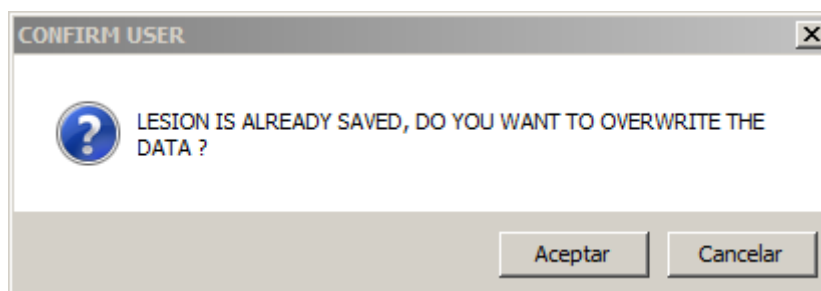 CONFIRM USER
LESION IS ALREADY SAVED, DO YOU WANT TO OVERWRITE THE
DATA ?
Aceptar
Cancelar